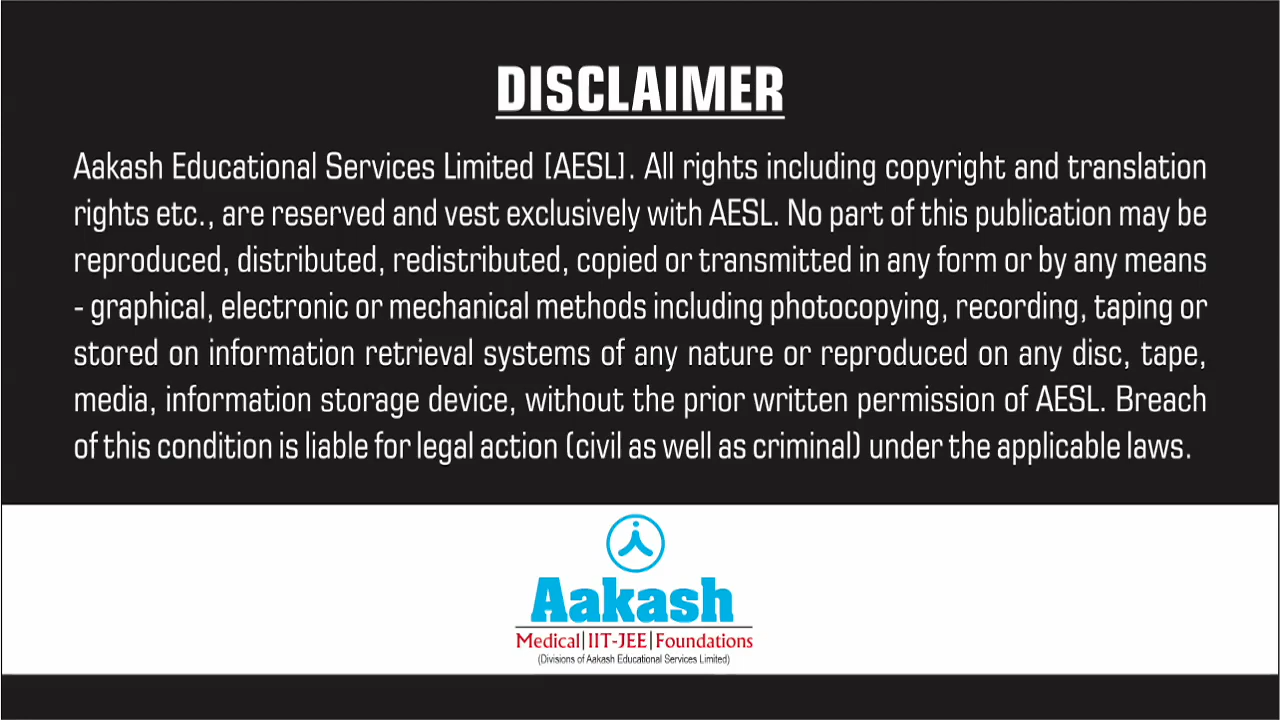 DISCLAIMER
Aakash Educational Services Limited [AESL]. All rights including copyright and translation
rights etc., are reserved and vest exclusively with AESL. No part of this publication may be
reproduced, distributed, redistributed, copied or transmitted in any form or by any means
- graphical, electronic or mechanical methods including photocopying, recording, taping or
stored on information retrieval systems of any nature or reproduced on any disc, tape,
media, information storage device, without the prior written permission of AESL. Breach
of this condition is liable for legal action (civil as well as criminal) under the applicable laws.
Aakash
Medical|IIT-JEE|Foundations
(Divisions of Aakash Educational Services Limited)